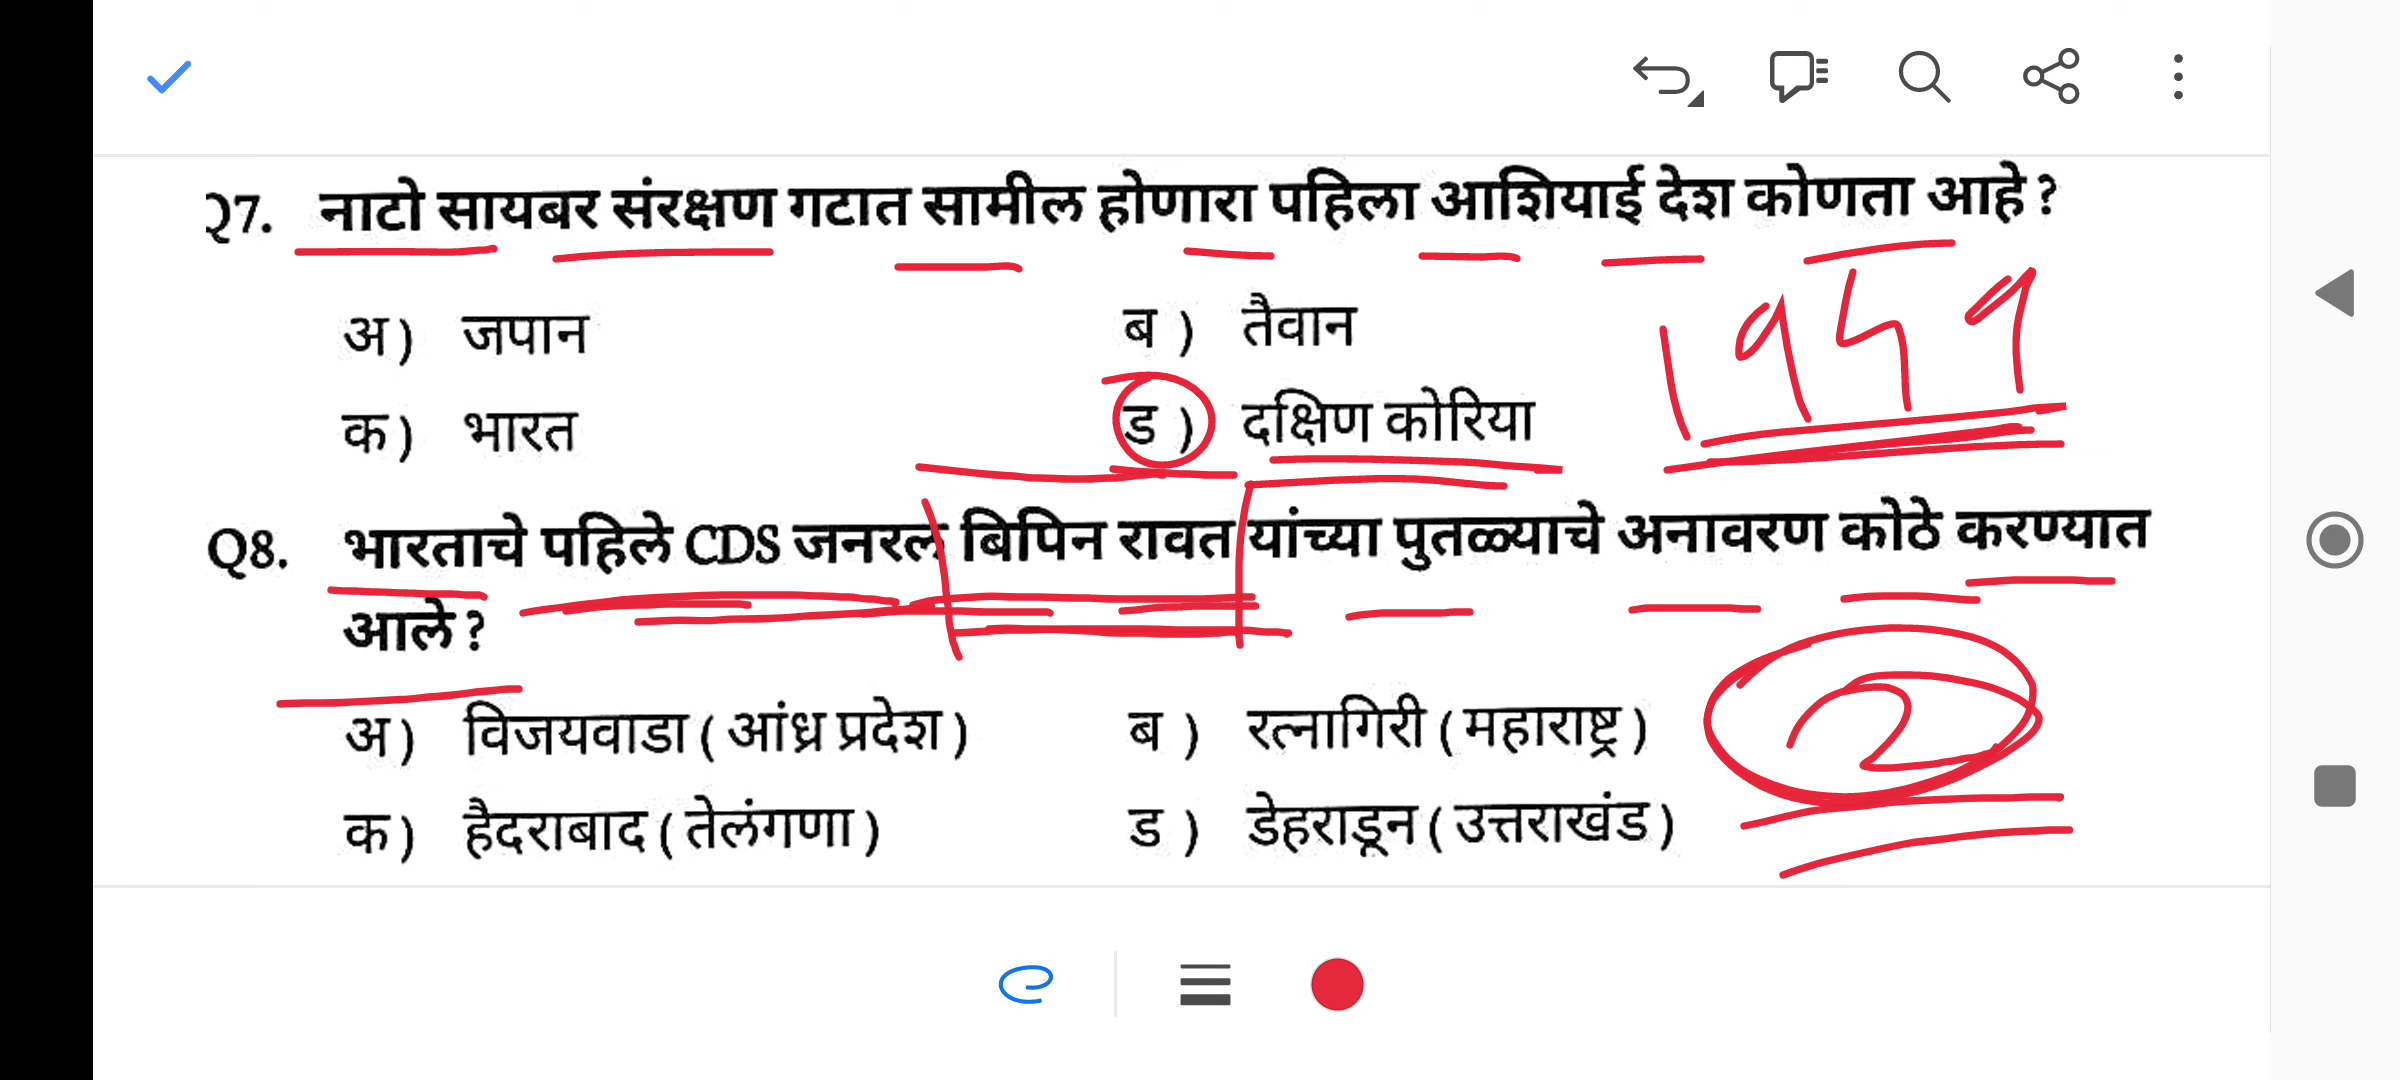 Q7. नाटो सायबर संरक्षण गटात सामील होणारा पहिला आशियाई देश कोणता आहे ?
अ ) जपान ब ) तैवान
1959
क ) भारत ड ) दक्षिण कोरिया
Q8. भारताचे पहिले CDS जनरल बिपिन रावत यांच्या पुतळ्याचे अनावरण कोठे करण्यात
आले ?
अ ) विजयवाडा ( आंध्र प्रदेश ) ब ) रत्नागिरी ( महाराष्ट्र )
2
क ) हैदराबाद ( तेलंगणा ) ड ) डेहराडून ( उत्तराखंड )